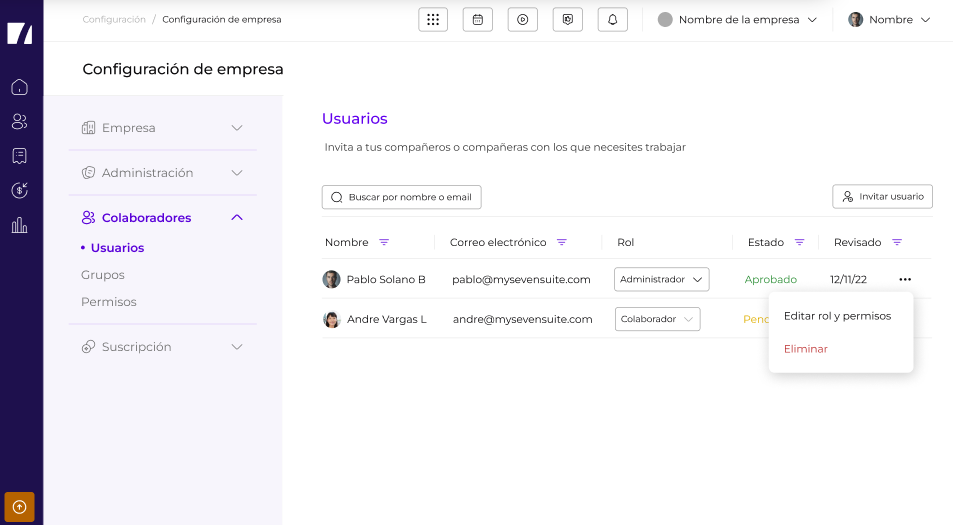 Configuración / Configuración de empresa
Nombre de la empresa
Nombre
Configuración de empresa
Empresa
Administración
Colaboradores
• Usuarios
Grupos
Permisos
Suscripción
Usuarios
Invita a tus compañeros o compañeras con los que necesites trabajar
Buscar por nombre o email
Invitar usuario
Nombre Correo electrónico Rol Estado Revisado
Pablo Solano B pablo@mysevensuite.com Administrador Aprobado 12/11/22 ...
Andre Vargas L andre@mysevensuite.com Colaborador
Editar rol y permisos
Eliminar